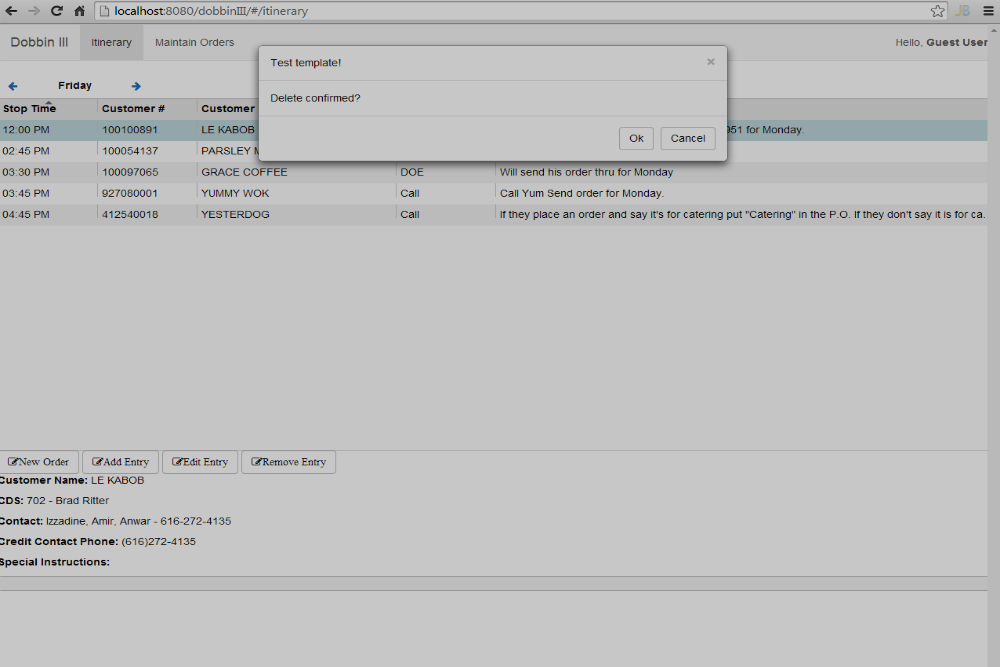 localhost:8080/dobbinIII/#/itinerary
JB
Dobbin III Itinerary Maintain Orders Hello, Guest User
Test template! ×
Delete confirmed?
Ok Cancel
Friday
Stop Time Customer # Customer
12:00 PM 100100891 LE KABOB 051 for Monday.
02:45 PM 100054137 PARSLEY M
03:30 PM 100097065 GRACE COFFEE DOE Will send his order thru for Monday
03:45 PM 927080001 YUMMY WOK Call Call Yum Send order for Monday.
04:45 PM 412540018 YESTERDOG Call If they place an order and say it's for catering put "Catering" in the P.O. If they don't say it is for ca.
New Order Add Entry Edit Entry Remove Entry
Customer Name: LE KABOB
CDS: 702 - Brad Ritter
Contact: Izzadine, Amir, Anwar - 616-272-4135
Credit Contact Phone: (616)272-4135
Special Instructions: